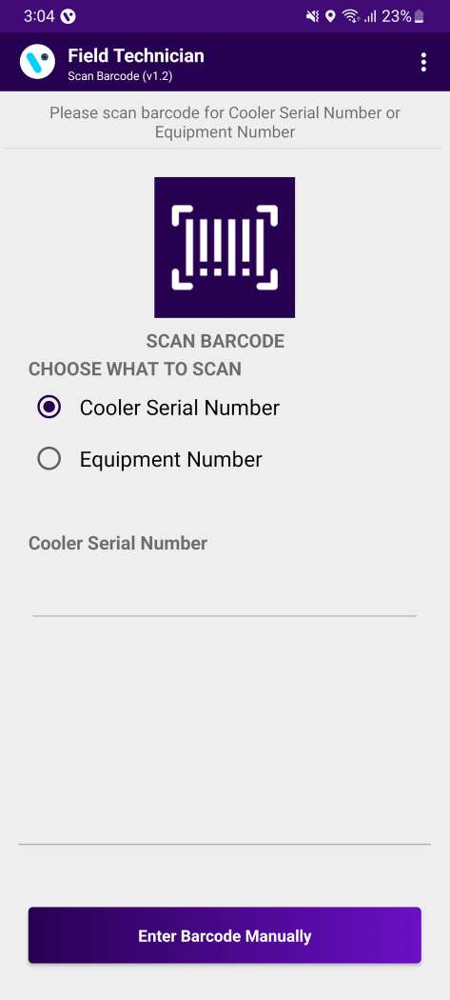 3:04
23%
Field Technician
Scan Barcode (v1.2)
Please scan barcode for Cooler Serial Number or
Equipment Number
SCAN BARCODE
CHOOSE WHAT TO SCAN
Cooler Serial Number
Equipment Number
Cooler Serial Number
Enter Barcode Manually